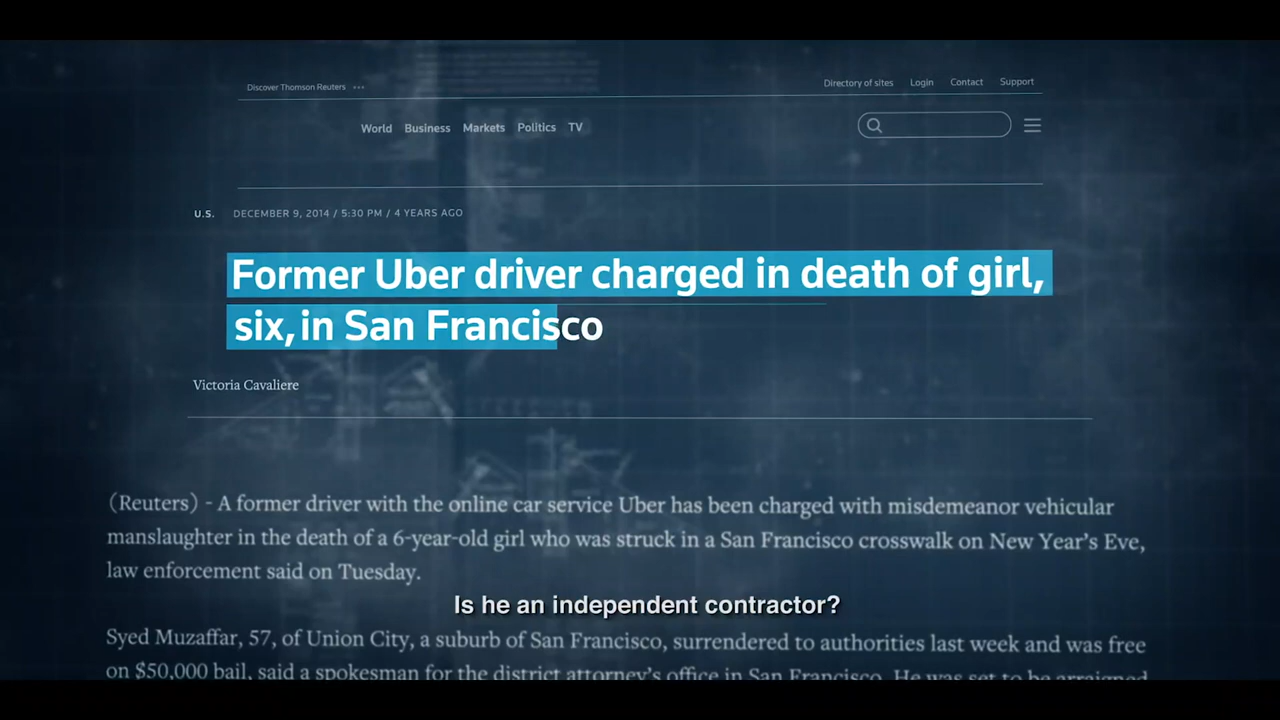 Discover Thomson Reuters •••
Directory of sites Login Contact Support
World Business Markets Politics TV
U.S. DECEMBER 9, 2014 / 5:30 PM / 4 YEARS AGO
Former Uber driver charged in death of girl,
six, in San Francisco
Victoria Cavaliere
(Reuters) - A former driver with the online car service Uber has been charged with misdemeanor vehicular
manslaughter in the death of a 6-year-old girl who was struck in a San Francisco crosswalk on New Year’s Eve,
law enforcement said on Tuesday.
Is he an independent contractor?
Syed Muzaffar, 57, of Union City, a suburb of San Francisco, surrendered to authorities last week and was free
on $50,000 bail, said a spokesman for the district attorney’s office in San Francisco. He was set to be arraigned